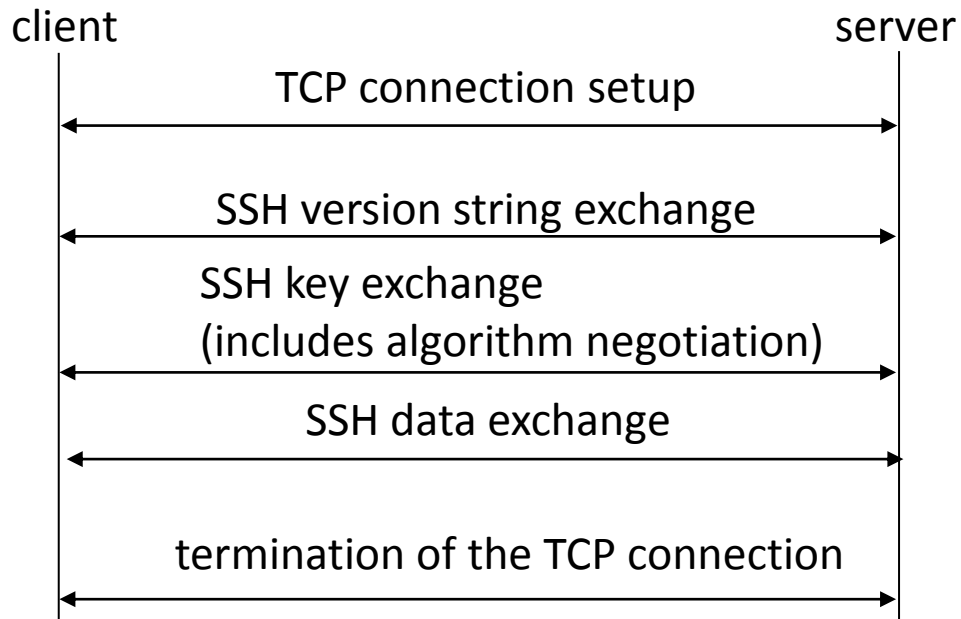 client
server
TCP connection setup
SSH version string exchange
SSH key exchange
(includes algorithm negotiation)
SSH data exchange
termination of the TCP connection